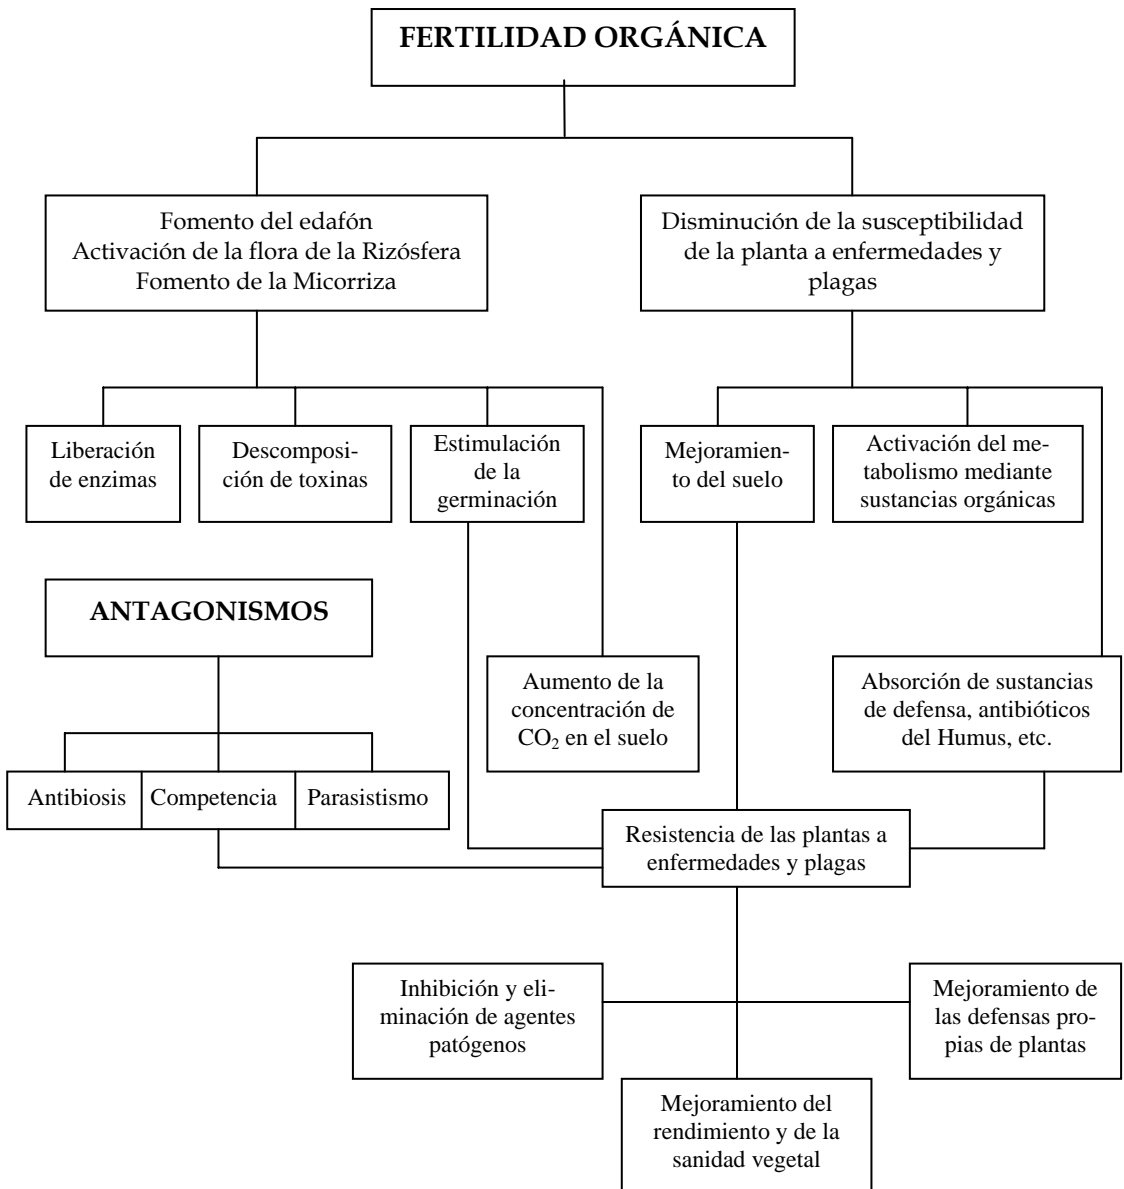 FERTILIDAD ORGÁNICA
Fomento del edafón
Activación de la flora de la Rizósfera
Fomento de la Micorriza
Disminución de la susceptibilidad
de la planta a enfermedades y
plagas
Liberación
de enzimas
Descomposi-
ción de toxinas
Estimulación
de la
germinación
Mejoramien-
to del suelo
Activación del me-
tabolismo mediante
sustancias orgánicas
ANTAGONISMOS
Aumento de la
concentración de
CO₂ en el suelo
Absorción de sustancias
de defensa, antibióticos
del Humus, etc.
Antibiosis
Competencia
Parasistismo
Resistencia de las plantas a
enfermedades y plagas
Inhibición y eli-
minación de agentes
patógenos
Mejoramiento de
las defensas pro-
pias de plantas
Mejoramiento del
rendimiento y de la
sanidad vegetal